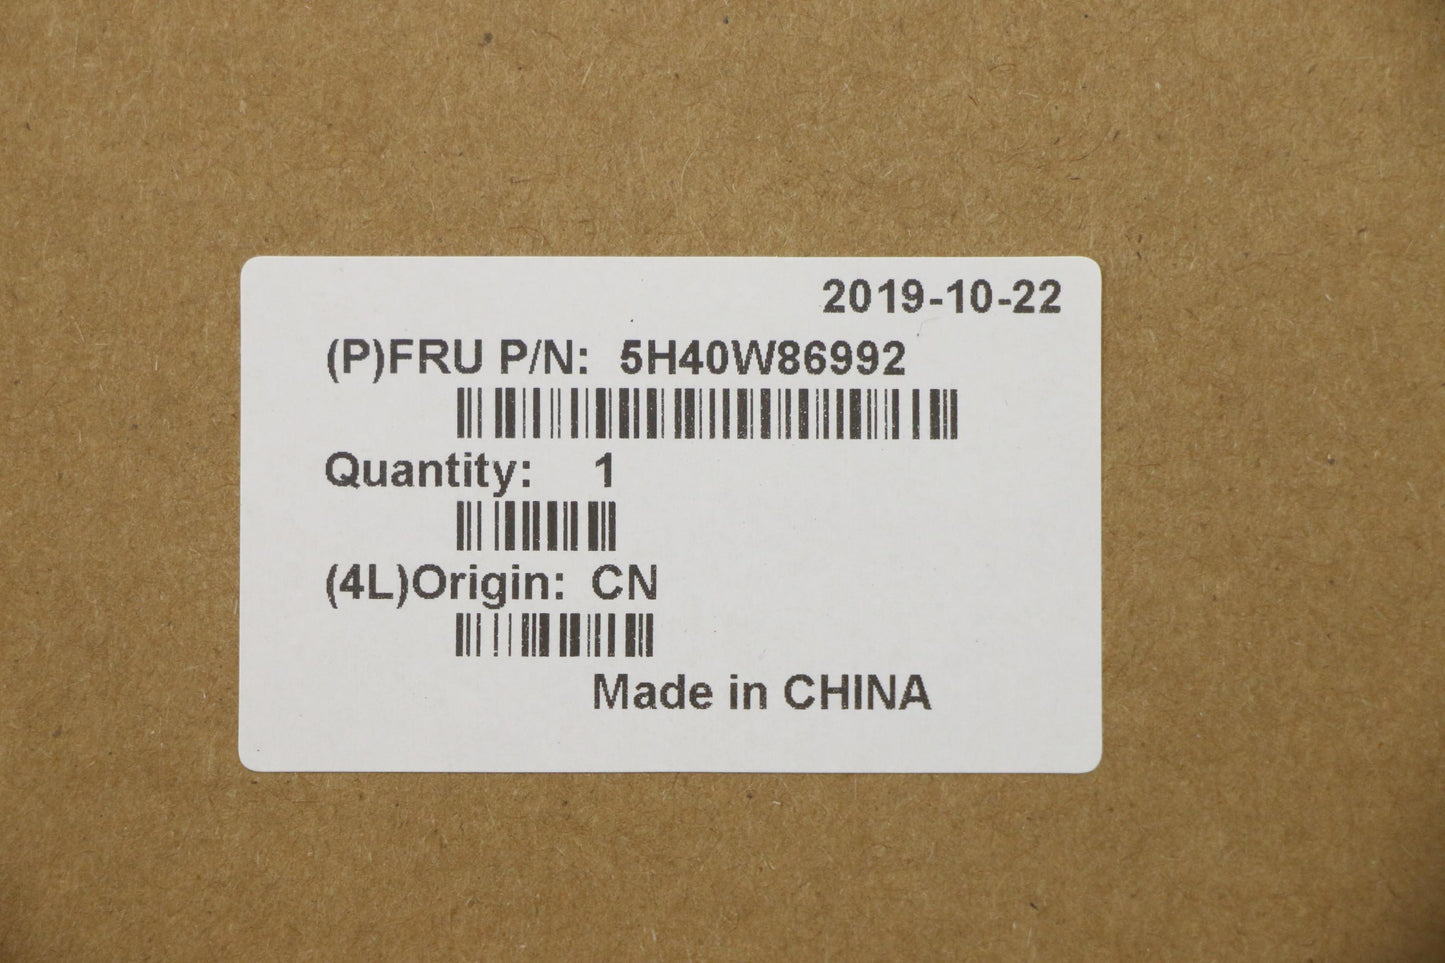 2019-10-22
(P)FRU P/N: 5H40W86992
Quantity: 1
(4L)Origin: CN
Made in CHINA